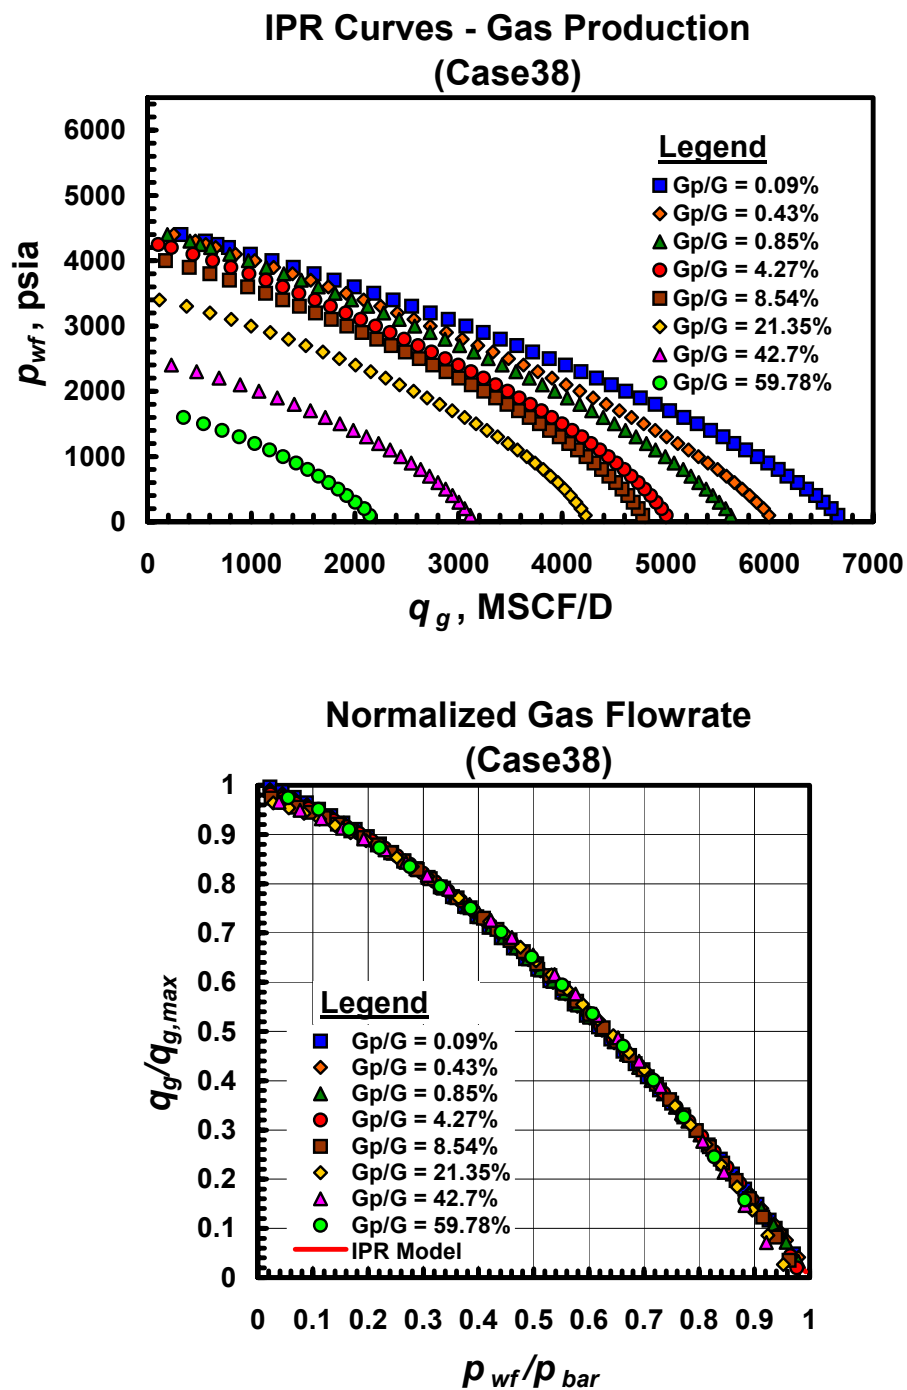 IPR Curves - Gas Production
(Case38)
6000
5000
4000
3000
2000
1000
0
p wf , psia
Legend
Gp/G = 0.09%
Gp/G = 0.43%
Gp/G = 0.85%
Gp/G = 4.27%
Gp/G = 8.54%
Gp/G = 21.35%
Gp/G = 42.7%
Gp/G = 59.78%
0 1000 2000 3000 4000 5000 6000 7000
q g , MSCF/D
Normalized Gas Flowrate
(Case38)
1
0.9
0.8
0.7
0.6
0.5
0.4
0.3
0.2
0.1
0
q g /q g,max
Legend
Gp/G = 0.09%
Gp/G = 0.43%
Gp/G = 0.85%
Gp/G = 4.27%
Gp/G = 8.54%
Gp/G = 21.35%
Gp/G = 42.7%
Gp/G = 59.78%
IPR Model
0 0.1 0.2 0.3 0.4 0.5 0.6 0.7 0.8 0.9 1
p wf /p bar